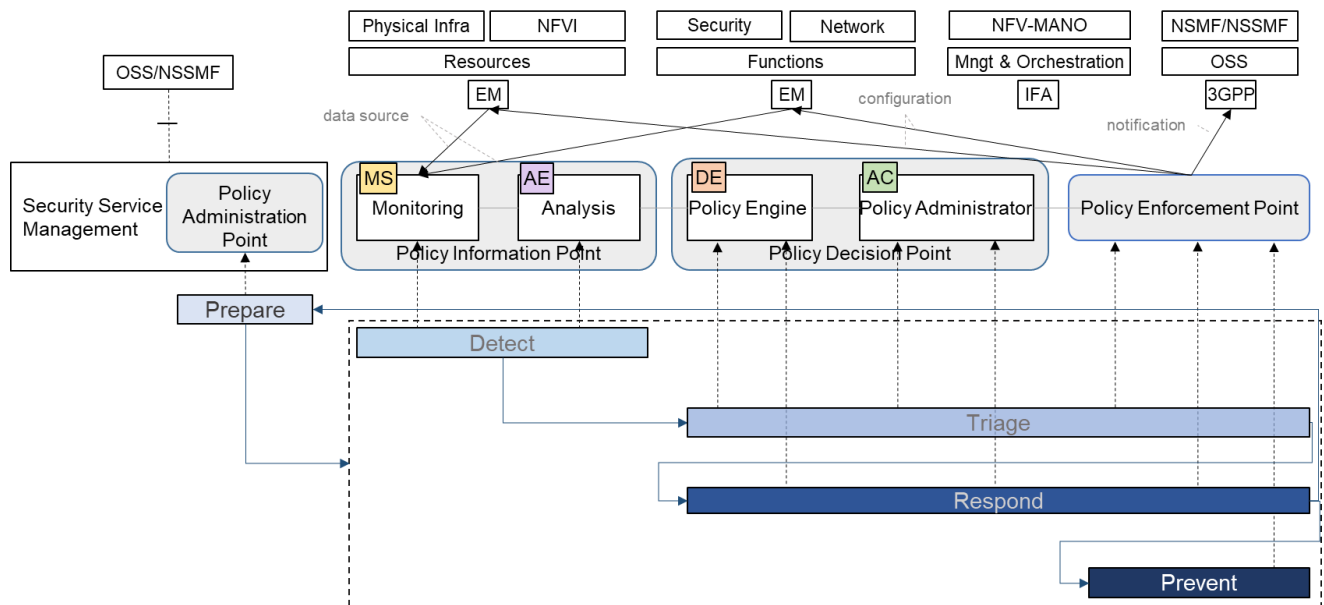 Physical Infra
NFVI
Security
Network
NFV-MANO
NSMF/NSSMF
OSS/NSSMF
Resources
Functions
Mngt & Orchestration
OSS
EM
EM
IFA
3GPP
data source
configuration
notification
MS
AE
DE
AC
Security Service
Management
Policy
Administration
Point
Monitoring
Analysis
Policy Engine
Policy Administrator
Policy Enforcement Point
Policy Information Point
Policy Decision Point
Prepare
Detect
Triage
Respond
Prevent